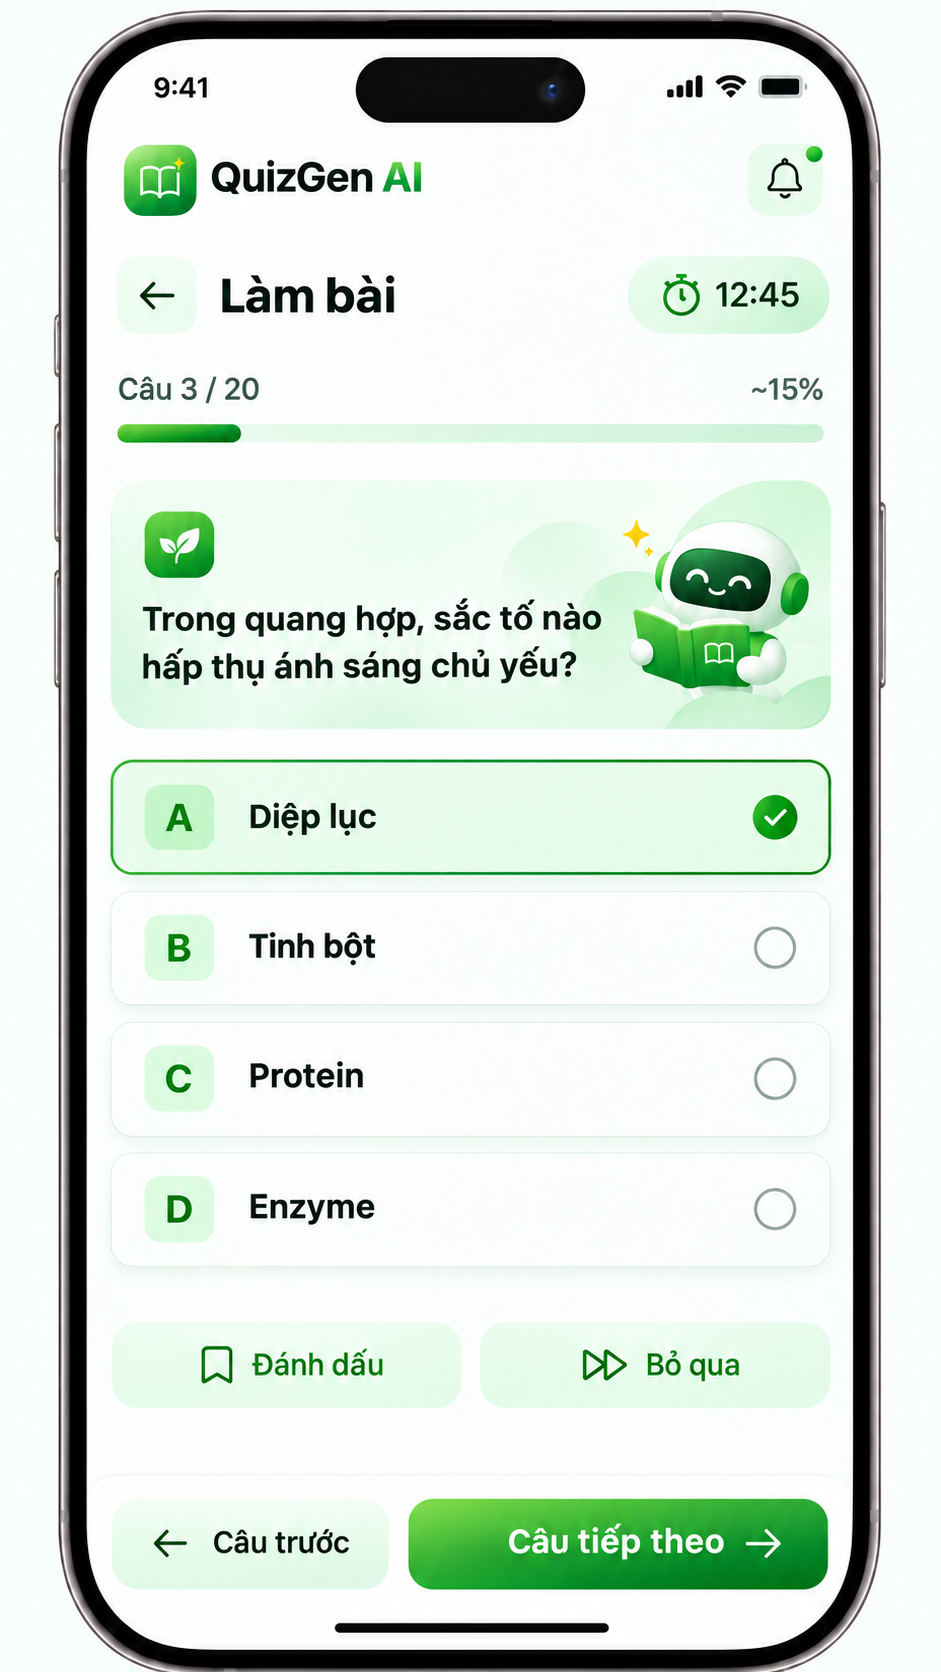 9:41
QuizGen AI
Làm bài
12:45
Câu 3 / 20
~15%
Trong quang hợp, sắc tố nào
hấp thụ ánh sáng chủ yếu?
A
Diệp lục
B
Tinh bột
C
Protein
D
Enzyme
Đánh dấu
Bỏ qua
Câu trước
Câu tiếp theo